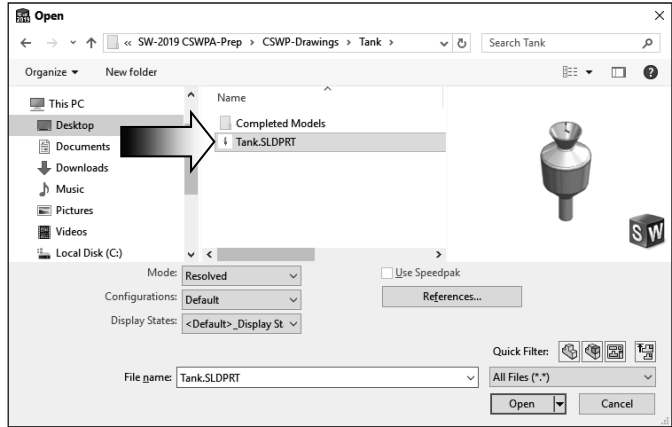 Open
« SW-2019 CSWPA-Prep > CSWP-Drawings > Tank >
Search Tank
Organize
New folder
Name
This PC
Desktop
Documents
Downloads
Music
Pictures
Videos
Local Disk (C:)
Completed Models
Tank.SLDPRT
SW
Mode: Resolved
Use Speedpak
Configurations: Default
References...
Display States: <Default>_Display St
Quick Filter:
File name: Tank.SLDPRT
All Files (*.*)
Open
Cancel